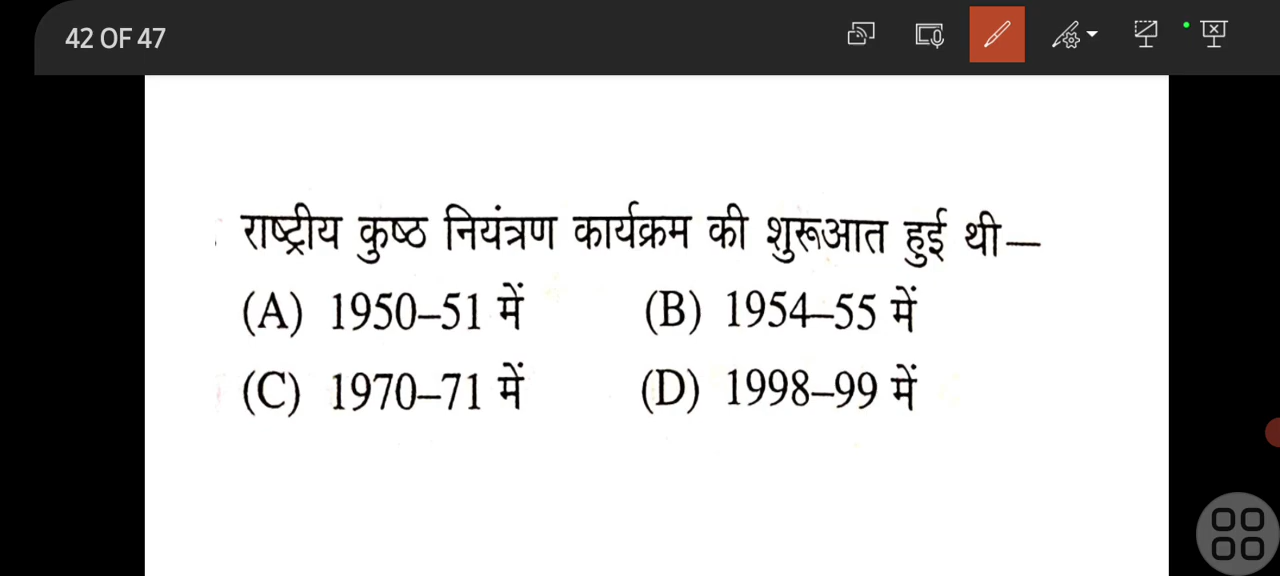 42 OF 47
राष्ट्रीय कुष्ठ नियंत्रण कार्यक्रम की शुरूआत हुई थी—
(A) 1950–51 में (B) 1954–55 में
(C) 1970–71 में (D) 1998–99 में